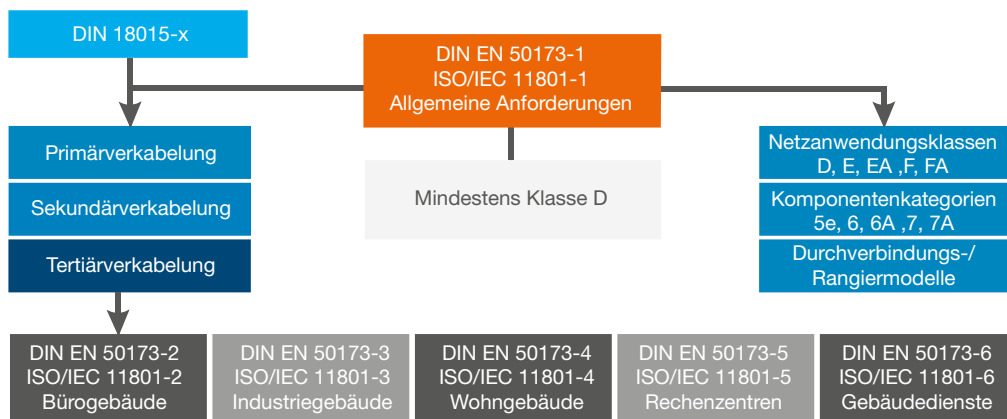 DIN 18015-x
DIN EN 50173-1
ISO/IEC 11801-1
Allgemeine Anforderungen
Primärverkabelung
Sekundärverkabelung
Tertiärverkabelung
Mindestens Klasse D
Netzanwendungsklassen
D, E, EA ,F, FA
Komponentenkategorien
5e, 6, 6A ,7, 7A
Durchverbindungs-/
Rangiermodelle
DIN EN 50173-2
ISO/IEC 11801-2
Bürogebäude
DIN EN 50173-3
ISO/IEC 11801-3
Industriegebäude
DIN EN 50173-4
ISO/IEC 11801-4
Wohngebäude
DIN EN 50173-5
ISO/IEC 11801-5
Rechenzentren
DIN EN 50173-6
ISO/IEC 11801-6
Gebäudedienste